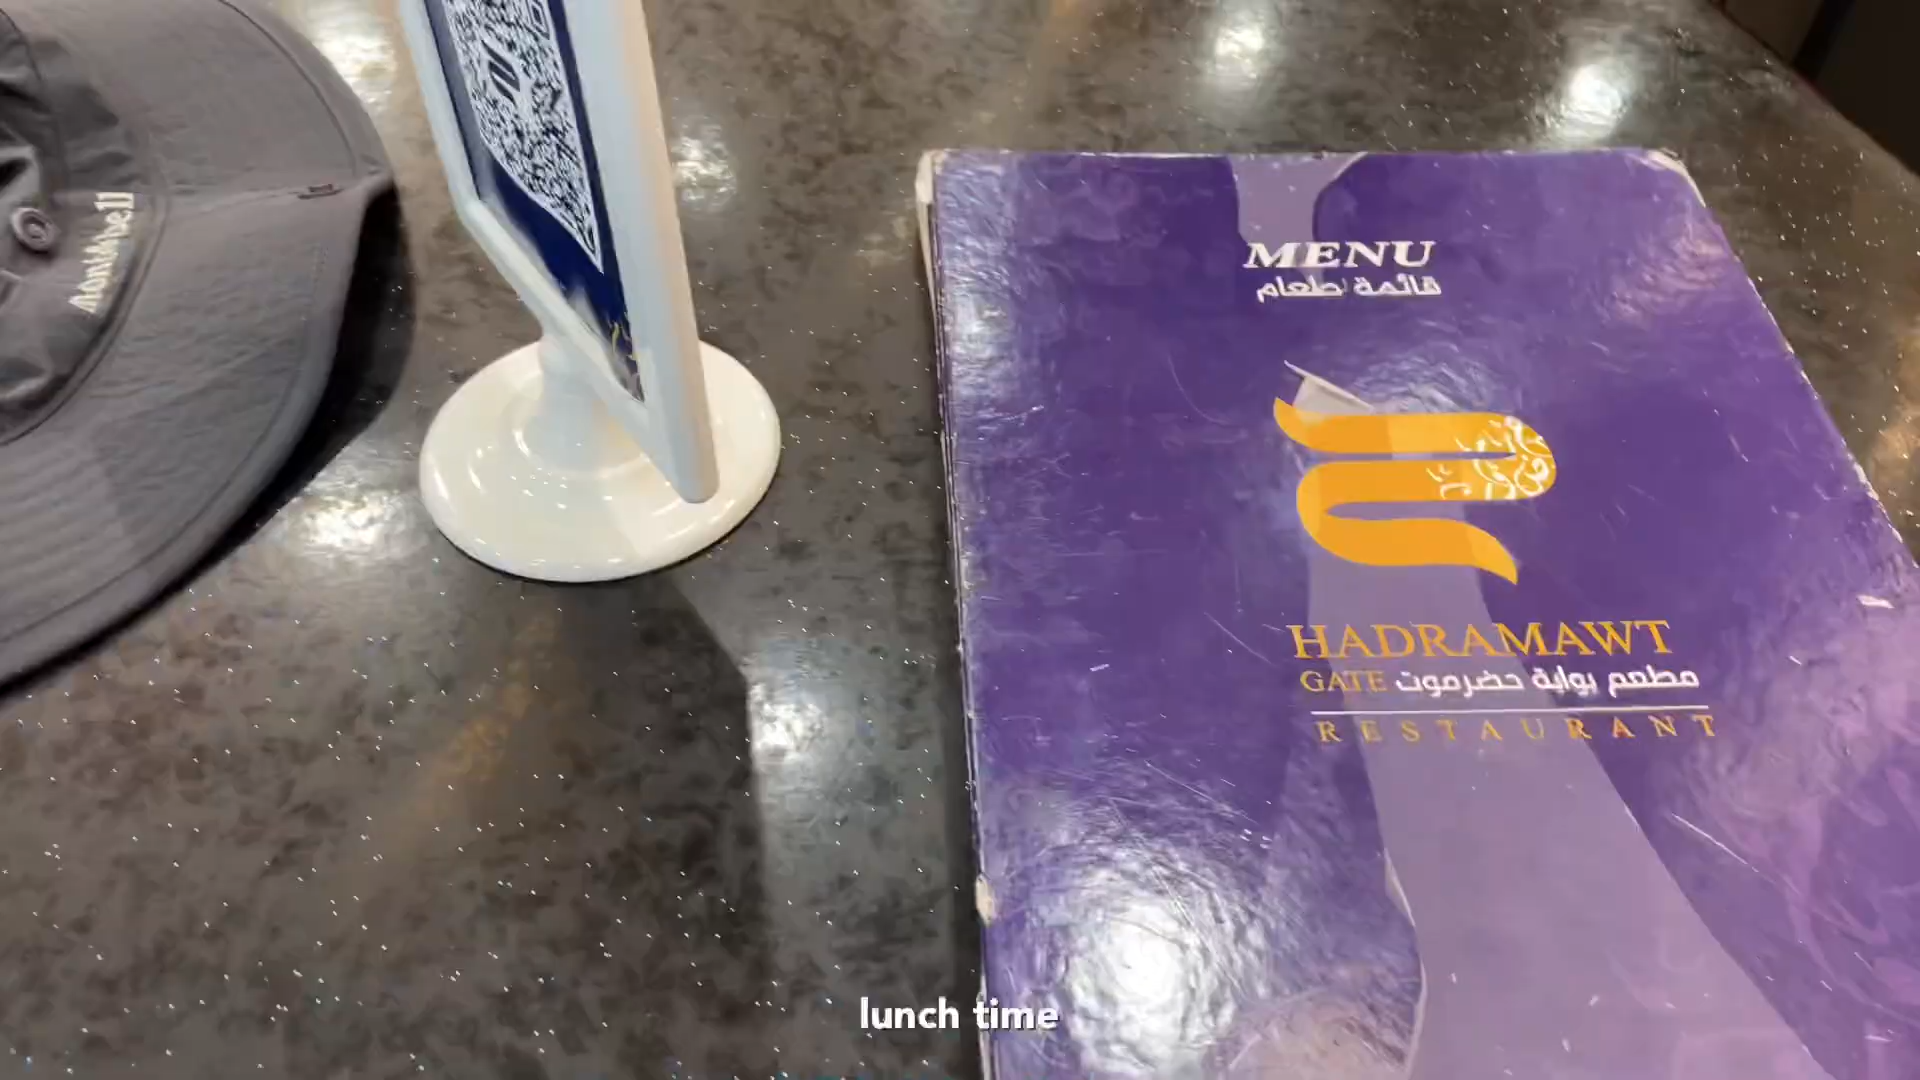 MENU
قائمة طعام
HADRAMAWT
GATE مطعم بوابة حضرموت
RESTAURANT
lunch time